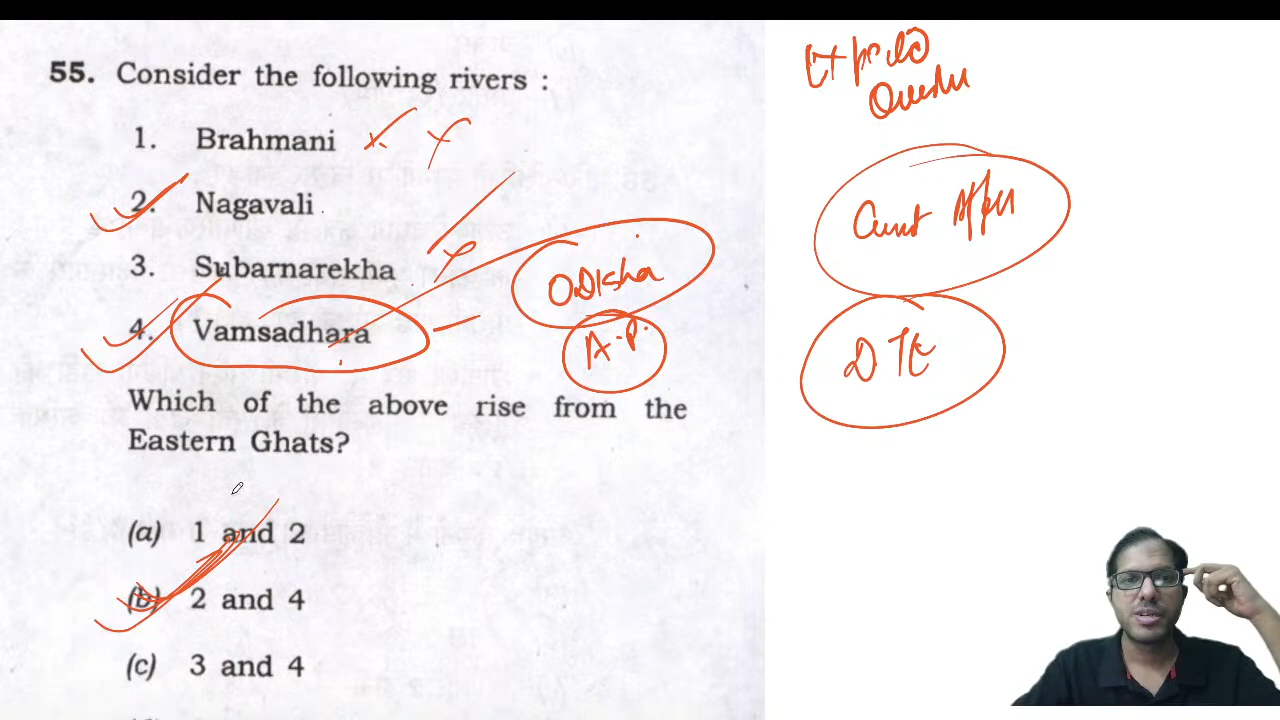 55. Consider the following rivers :
1. Brahmani
2. Nagavali
3. Subarnarekha
4. Vamsadhara
Odisha
A.P.
Which of the above rise from the
Eastern Ghats?
(a) 1 and 2
(b) 2 and 4
(c) 3 and 4